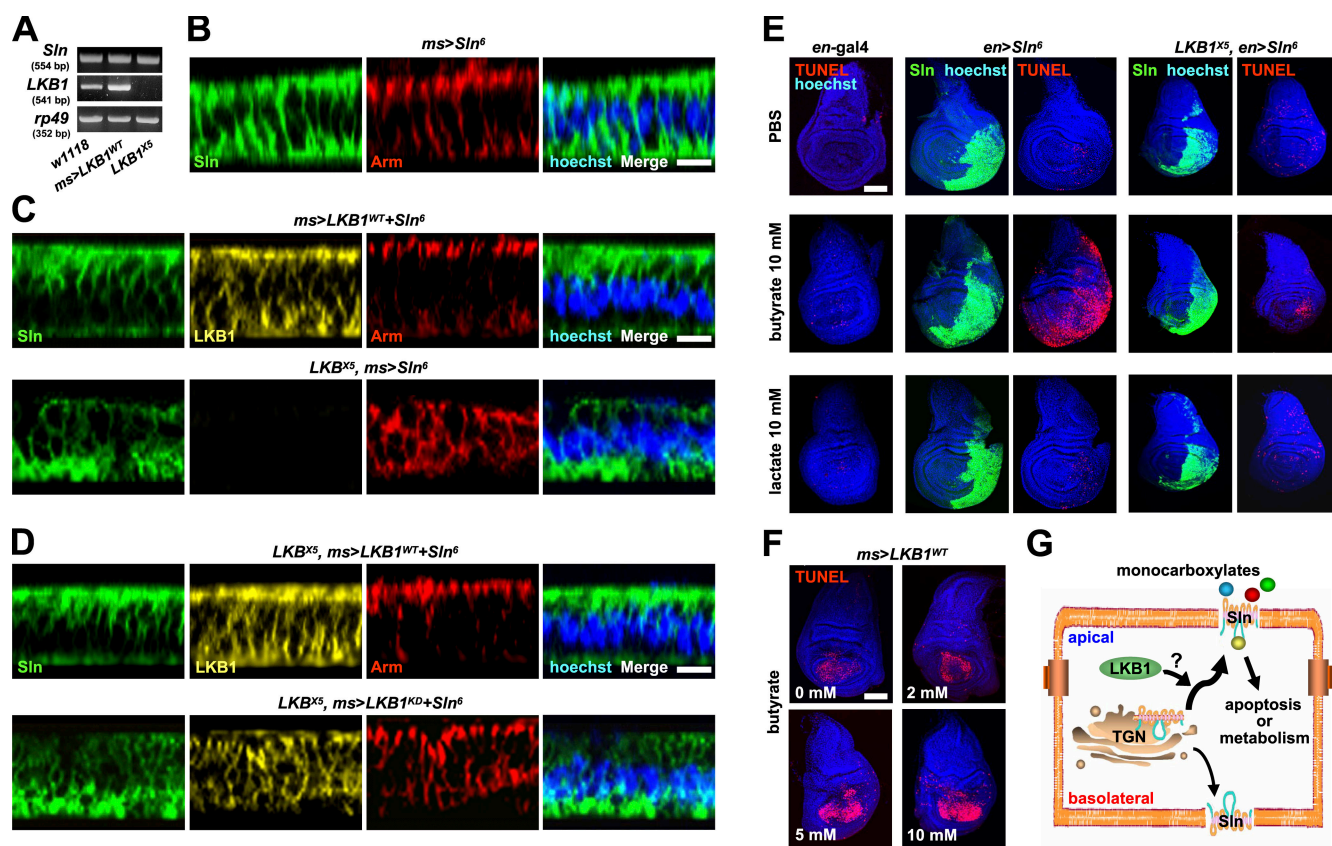 A
Sln
(554 bp)
LKB1
(541 bp)
rp49
(352 bp)
w1118
ms>LKB1WT
LKB1X5
B
ms>Sln6
Sln
Arm
hoechst Merge
C
ms>LKB1WT+Sln6
Sln
LKB1
Arm
hoechst Merge
LKBX5, ms>Sln6
D
LKBX5, ms>LKB1WT+Sln6
Sln
LKB1
Arm
hoechst Merge
LKBX5, ms>LKB1KD+Sln6
E
en-gal4
en>Sln6
LKB1X5, en>Sln6
TUNEL
hoechst
Sln hoechst
TUNEL
Sln hoechst
TUNEL
PBS
butyrate 10 mM
lactate 10 mM
F
ms>LKB1WT
TUNEL
0 mM
2 mM
5 mM
10 mM
butyrate
G
monocarboxylates
Sln
apical
LKB1
?
TGN
apoptosis
or
metabolism
basolateral
Sln